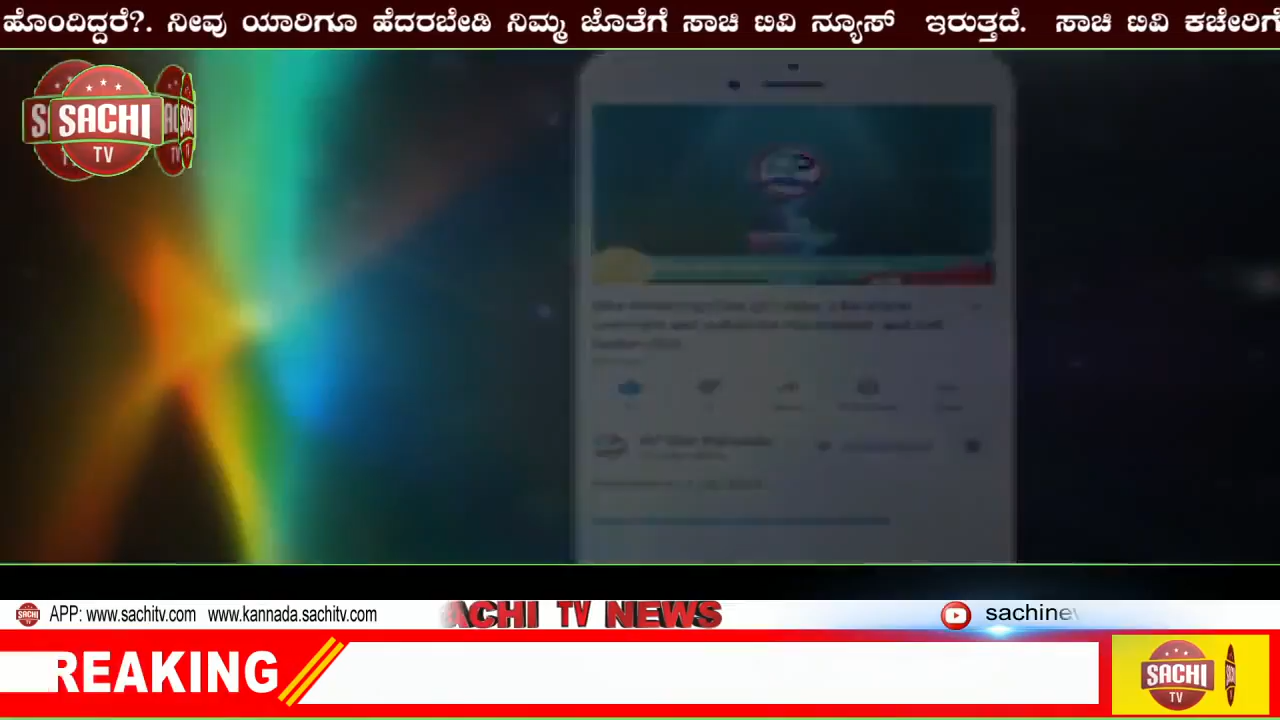 ಹೊಂದಿದ್ದರೆ?. ನೀವು ಯಾರಿಗೂ ಹೆದರಬೇಡಿ ನಿಮ್ಮ ಜೊತೆಗೆ ಸಾಚಿ ಟಿವಿ ನ್ಯೂಸ್ ಇರುತ್ತದೆ. ಸಾಚಿ ಟಿವಿ ಕಚೇರಿಗೆ
SACHI
TV
APP: www.sachitv.com www.kannada.sachitv.com
ACHI TV NEWS
sachine
REAKING
SACHI
TV